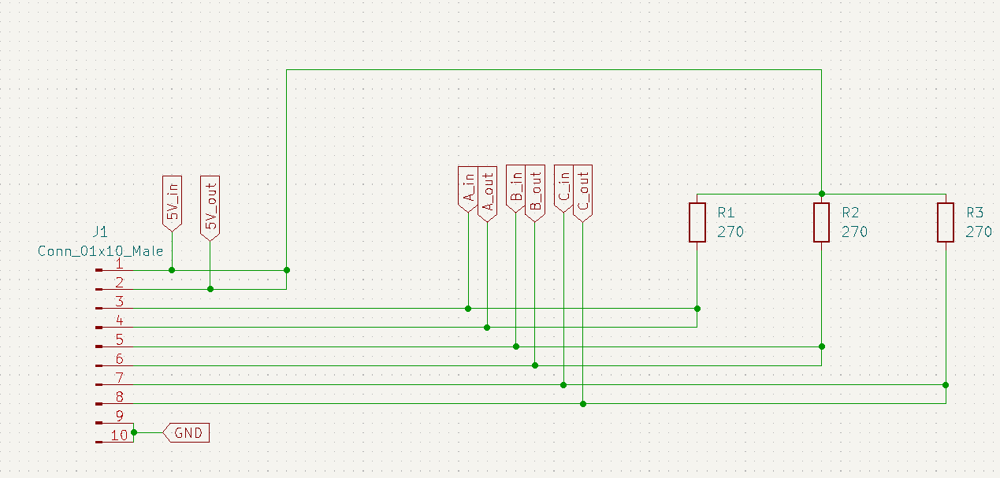 A_in
A_out
B_in
B_out
C_in
C_out
5V_in
5V_out
R1
270
R2
270
R3
270
J1
Conn_01x10_Male
1
2
3
4
5
6
7
8
9
10
GND